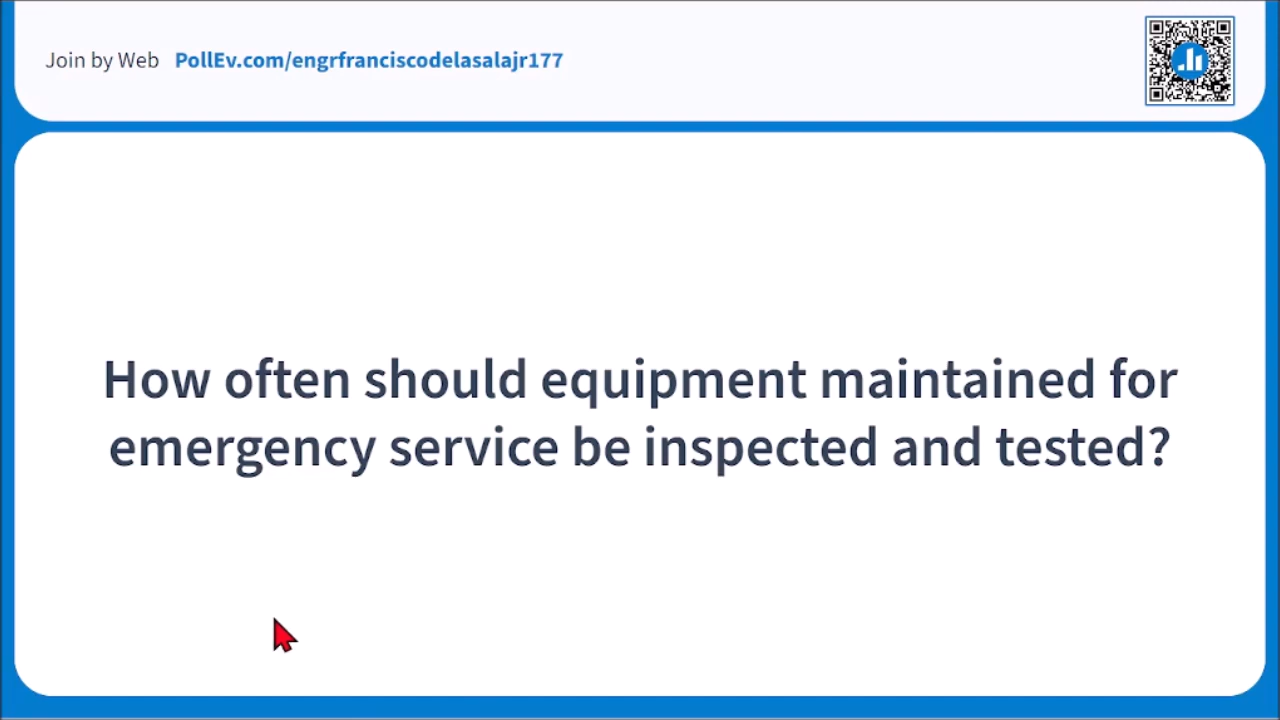 Join by Web PollEv.com/engrfranciscodelasalajr177
How often should equipment maintained for
emergency service be inspected and tested?